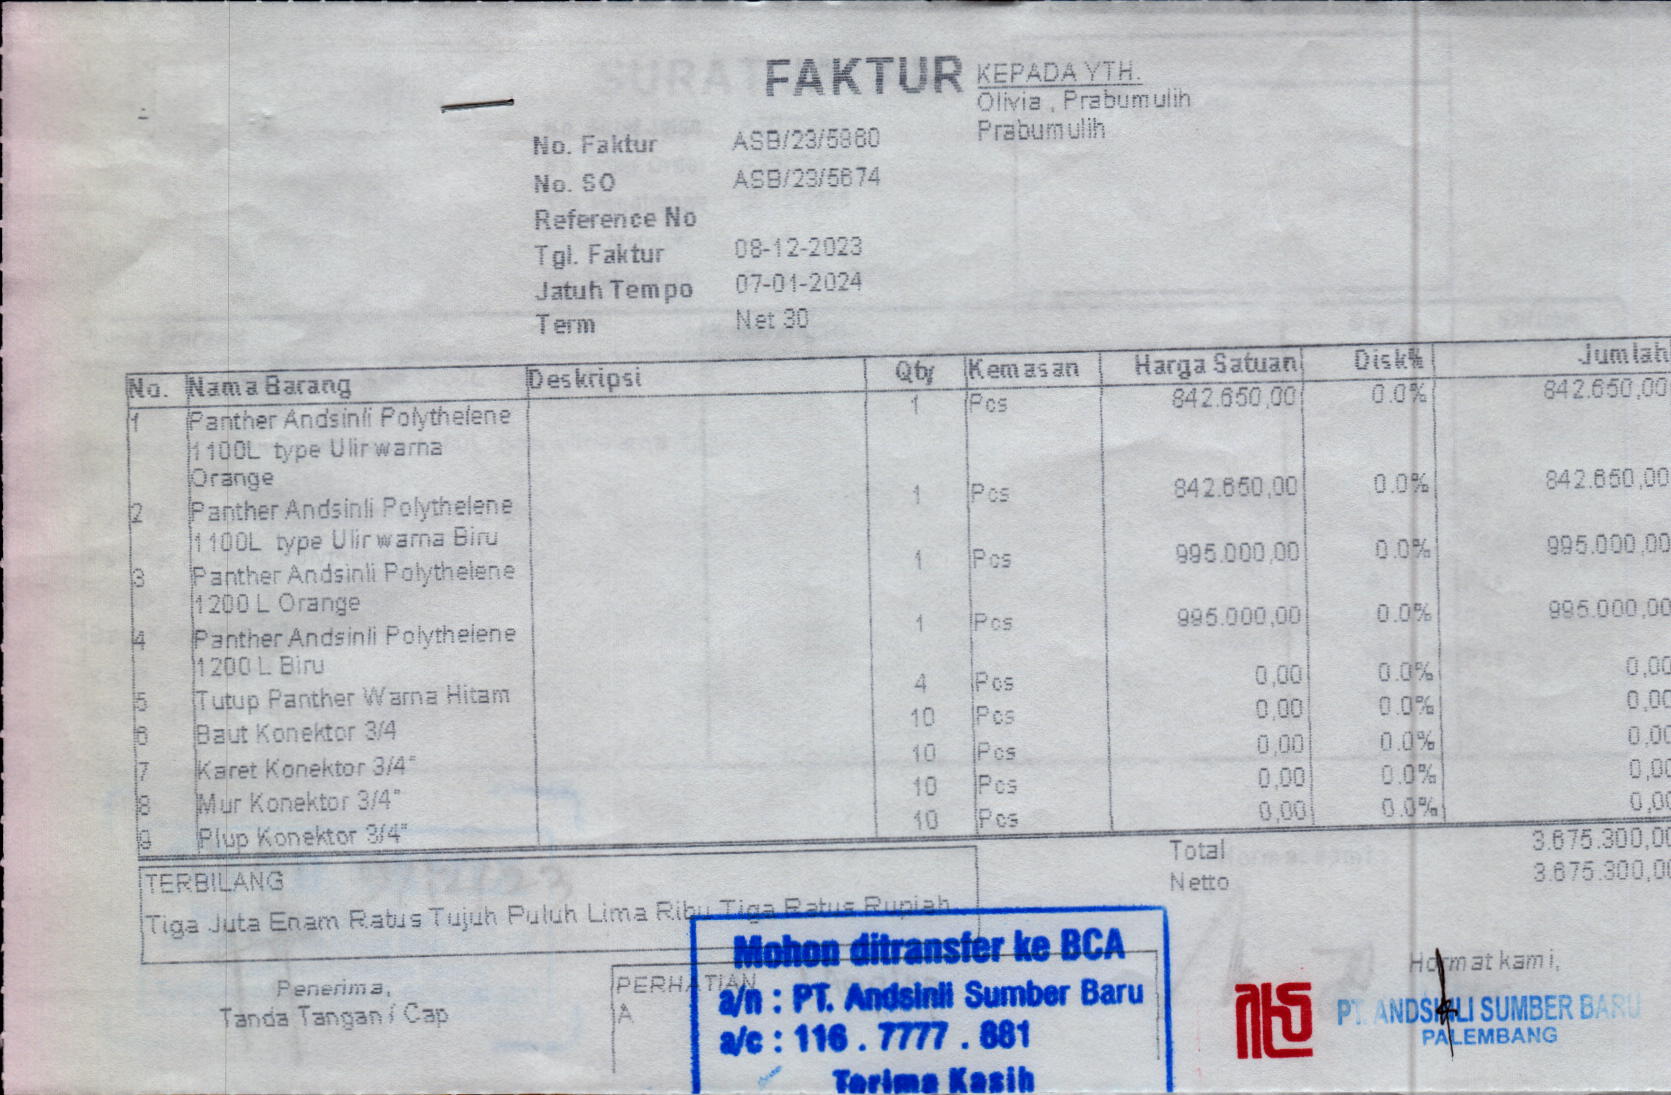 FAKTUR
KEPADA YTH.
Olivia , Prabumulih
Prabumulih
No. Faktur ASB/23/5960
No. SO ASB/23/5674
Reference No
Tgl. Faktur 08-12-2023
Jatuh Tempo 07-01-2024
Term Net 30
No. Nama Barang Deskripsi Qty Kemasan Harga Satuan Disk% Jumlah
1 Panther Andsinli Polythelene 1 Pcs 842.650,00 0.0% 842.650,00
1100L type Ulir warna
Orange
2 Panther Andsinli Polythelene 1 Pcs 842.650,00 0.0% 842.650,00
1100L type Ulir warna Biru
3 Panther Andsinli Polythelene 1 Pcs 995.000,00 0.0% 995.000,00
1200 L Orange
4 Panther Andsinli Polythelene 1 Pcs 995.000,00 0.0% 995.000,00
1200 L Biru
5 Tutup Panther Warna Hitam 4 Pcs 0,00 0.0% 0,00
6 Baut Konektor 3/4 10 Pcs 0,00 0.0% 0,00
7 Karet Konektor 3/4" 10 Pcs 0,00 0.0% 0,00
8 Mur Konektor 3/4" 10 Pcs 0,00 0.0% 0,00
9 Plup Konektor 3/4" 10 Pcs 0,00 0.0% 0,00
Total 3.675.300,00
Netto 3.675.300,00
TERBILANG
Tiga Juta Enam Ratus Tujuh Puluh Lima Ribu Tiga Ratus Rupiah
Penerima,
Tanda Tangan / Cap
PERHATIAN
A
Mohon ditransfer ke BCA
a/n : PT. Andsinli Sumber Baru
a/c : 116 . 7777 . 881
Terima Kasih
Hormat kami,
PT. ANDSINLI SUMBER BARU
PALEMBANG